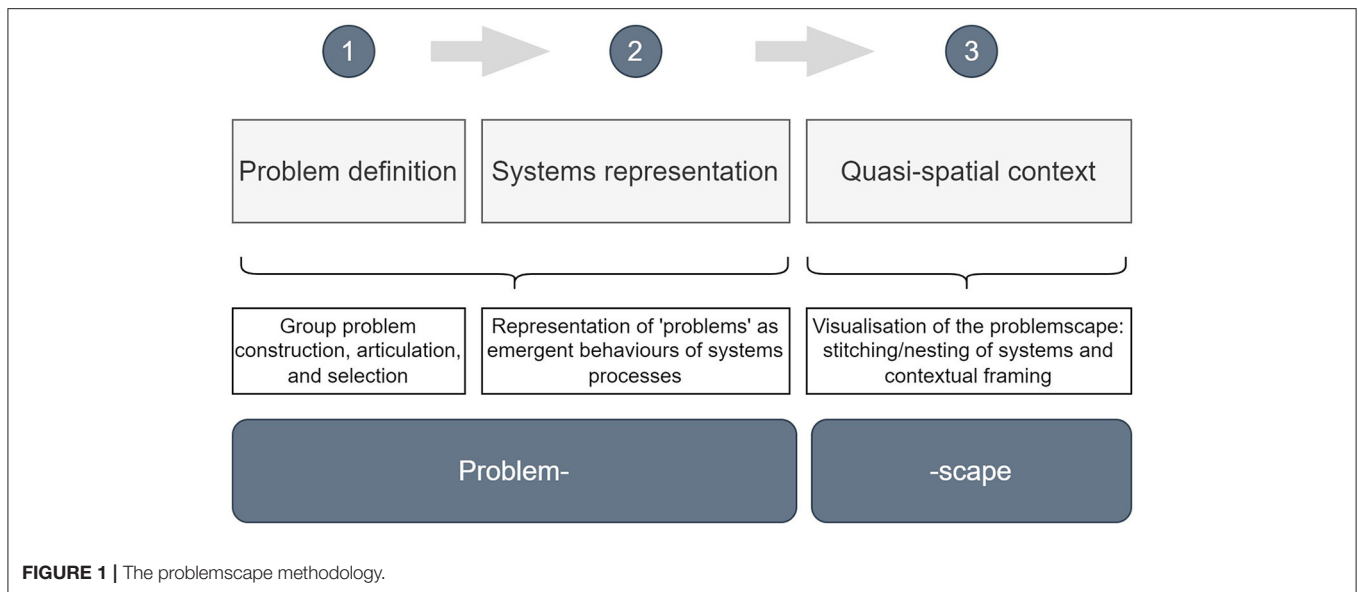 1
2
3
Problem definition
Systems representation
Quasi-spatial context
Group problem
construction, articulation,
and selection
Representation of 'problems' as
emergent behaviours of systems
processes
Visualisation of the problemscape:
stitching/nesting of systems and
contextual framing
Problem-
-scape
FIGURE 1 | The problemscape methodology.